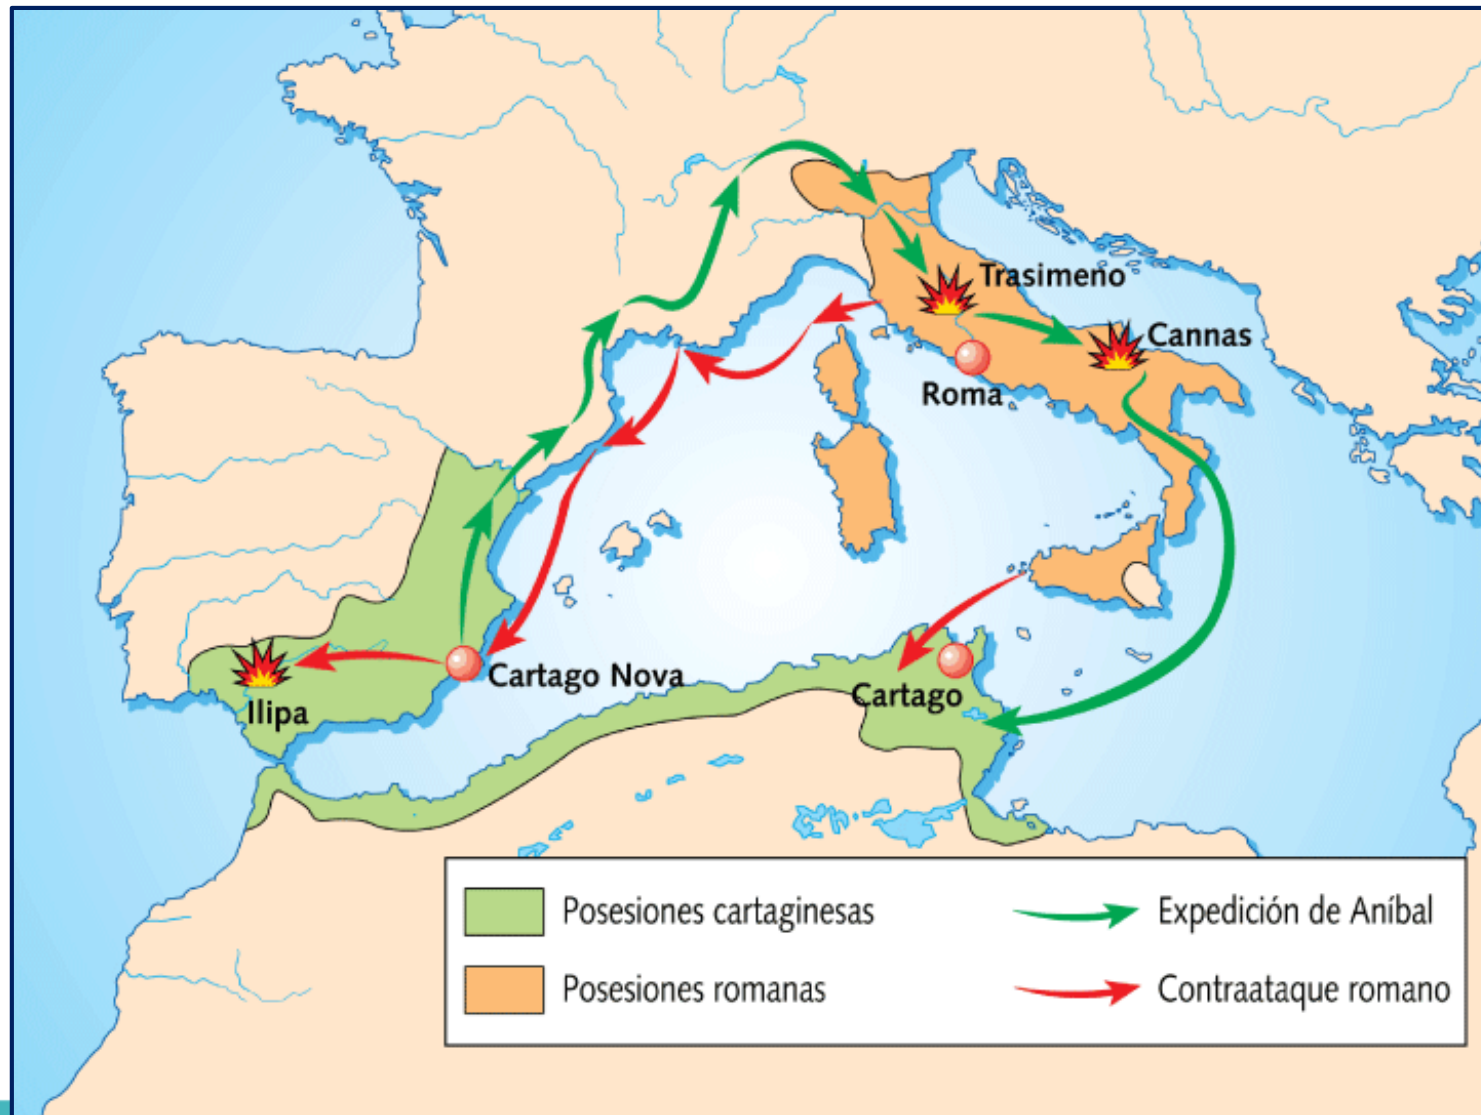 Trasimeno
Cannas
Roma
Cartago Nova
Cartago
Ilipa
Posesiones cartaginesas
Expedición de Aníbal
Posesiones romanas
Contraataque romano